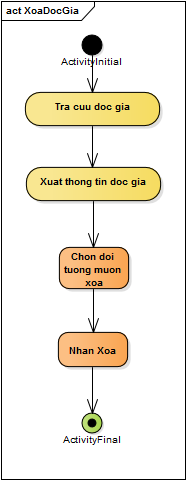 act XoaDocGia
ActivityInitial
Tra cuu doc gia
Xuat thong tin doc gia
Chon doi
tuong muon
xoa
Nhan Xoa
ActivityFinal